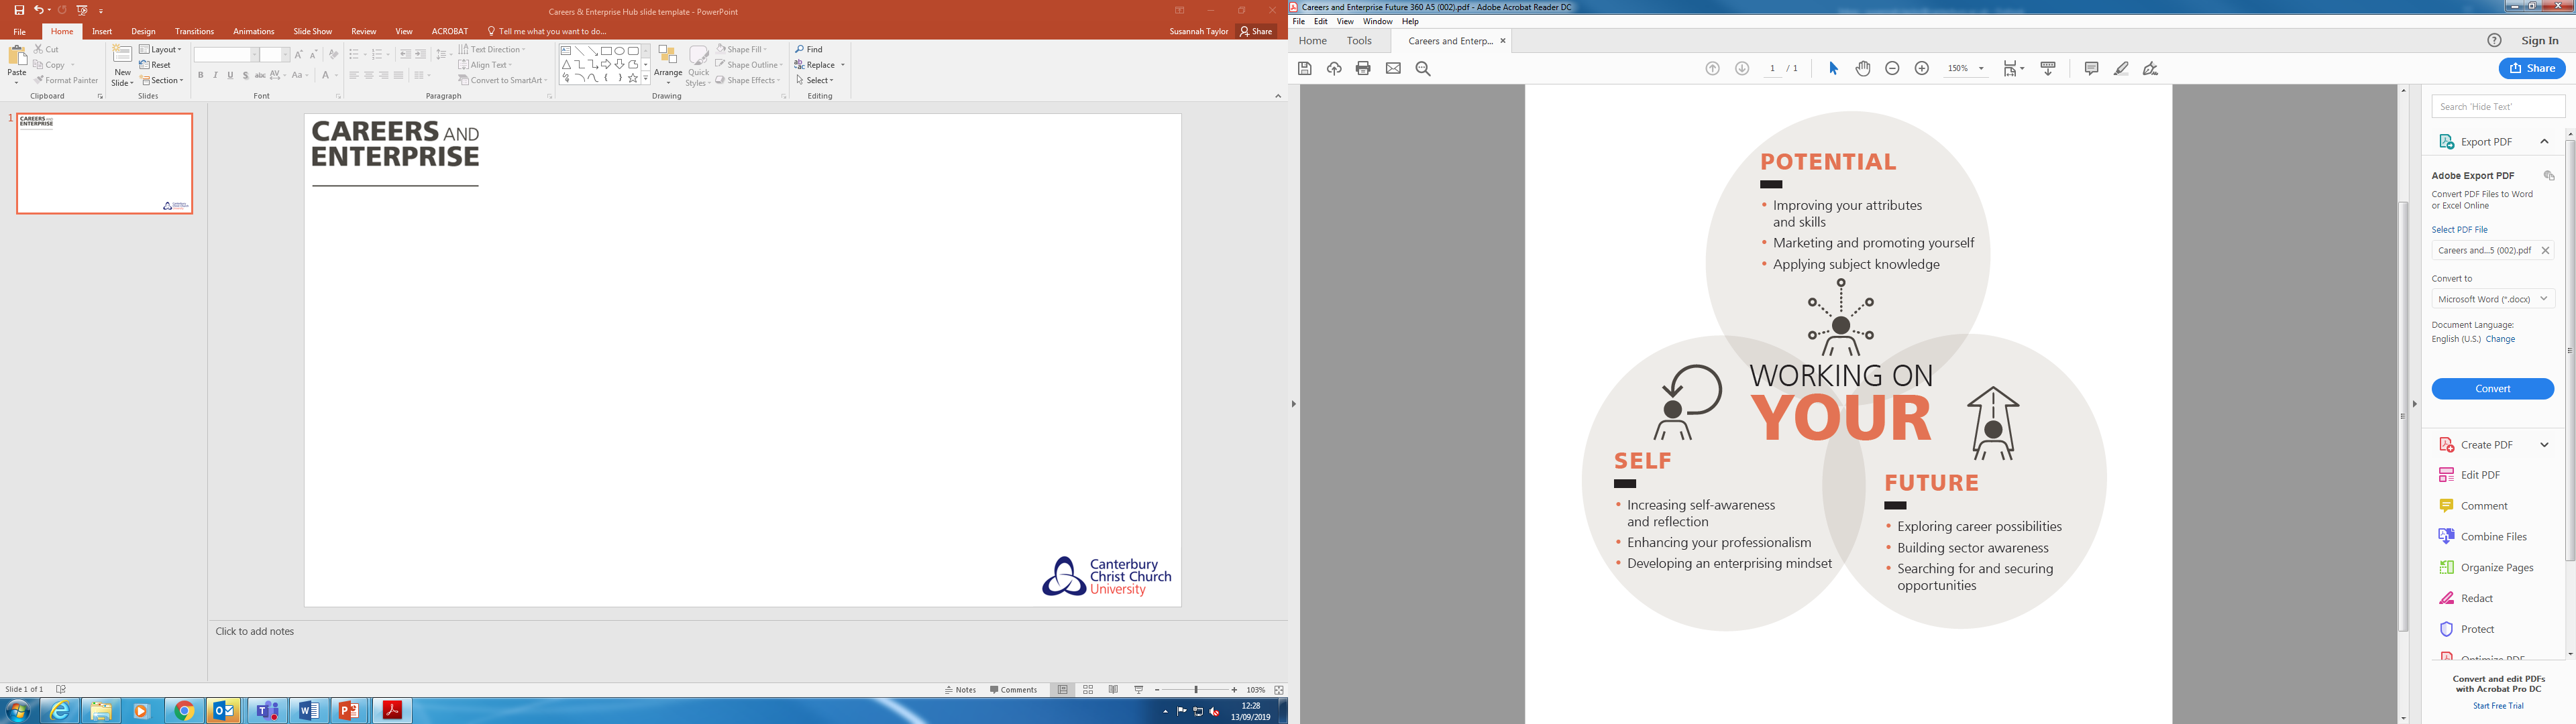 Careers & Enterprise Hub slide template - PowerPoint
File Home Insert Design Transitions Animations Slide Show Review View ACROBAT Tell me what you want to do...
Susannah Taylor Share
Paste
Cut
Copy
Format Painter
Clipboard
New
Slide
Layout
Reset
Section
Slides
B I U S abc AV Aa A
Font
Text Direction
Align Text
Convert to SmartArt
Paragraph
Arrange
Quick
Styles
Shape Fill
Shape Outline
Shape Effects
Drawing
Find
Replace
Select
Editing
1
CAREERS AND
ENTERPRISE
CAREERS AND
ENTERPRISE
Canterbury
Christ Church
University
Click to add notes
Slide 1 of 1
Notes Comments
103%
12:28
13/09/2019
Careers and Enterprise Future 360 A5 (002).pdf - Adobe Acrobat Reader DC
File Edit View Window Help
Home Tools Careers and Enterp... ×
Sign In
1 / 1
150%
Share
POTENTIAL
• Improving your attributes
and skills
• Marketing and promoting yourself
• Applying subject knowledge
WORKING ON
YOUR
SELF
• Increasing self-awareness
and reflection
• Enhancing your professionalism
• Developing an enterprising mindset
FUTURE
• Exploring career possibilities
• Building sector awareness
• Searching for and securing
opportunities
Search 'Hide Text'
Export PDF
Adobe Export PDF
Convert PDF Files to Word
or Excel Online
Select PDF File
Careers and...5 (002).pdf
Convert to
Microsoft Word (*.docx)
Document Language:
English (U.S.) Change
Convert
Create PDF
Edit PDF
Comment
Combine Files
Organize Pages
Redact
Protect
Optimize PDF
Convert and edit PDFs
with Acrobat Pro DC
Start Free Trial